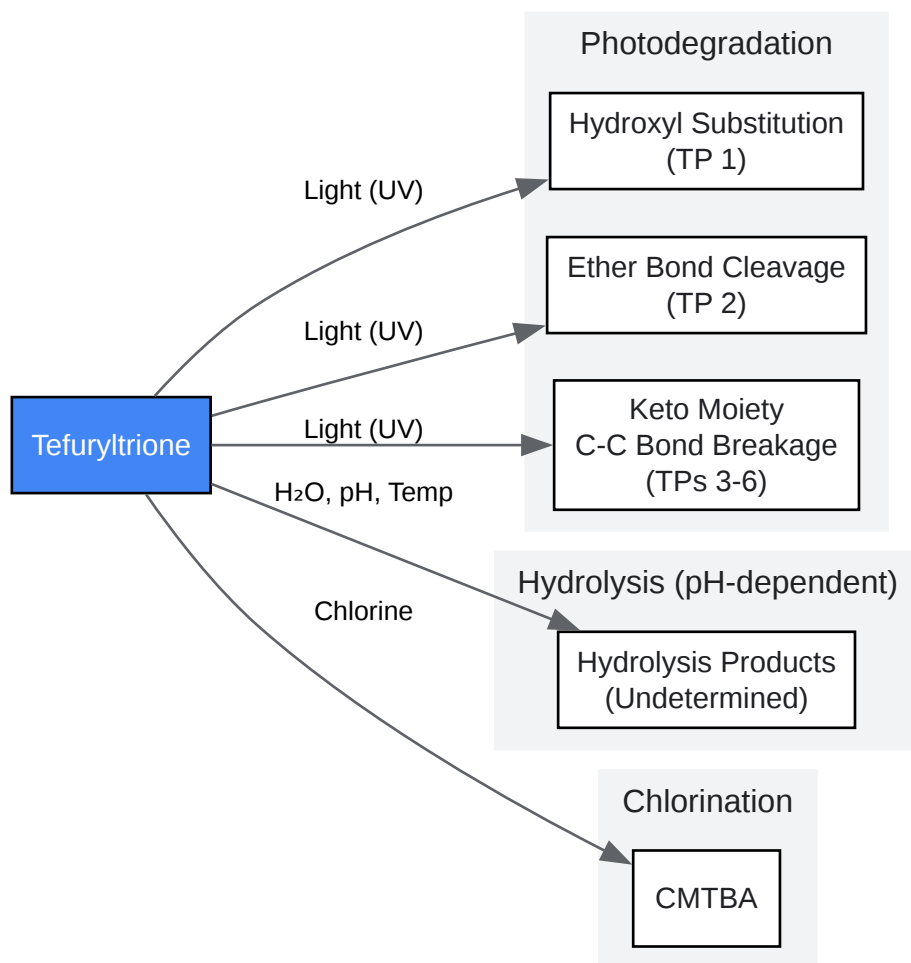 Photodegradation
Hydroxyl Substitution
(TP 1)
Light (UV)
Ether Bond Cleavage
(TP 2)
Light (UV)
Keto Moiety
C-C Bond Breakage
(TPs 3-6)
Light (UV)
Tefuryltrione
H₂O, pH, Temp
Hydrolysis (pH-dependent)
Chlorine
Hydrolysis Products
(Undetermined)
Chlorination
CMTBA